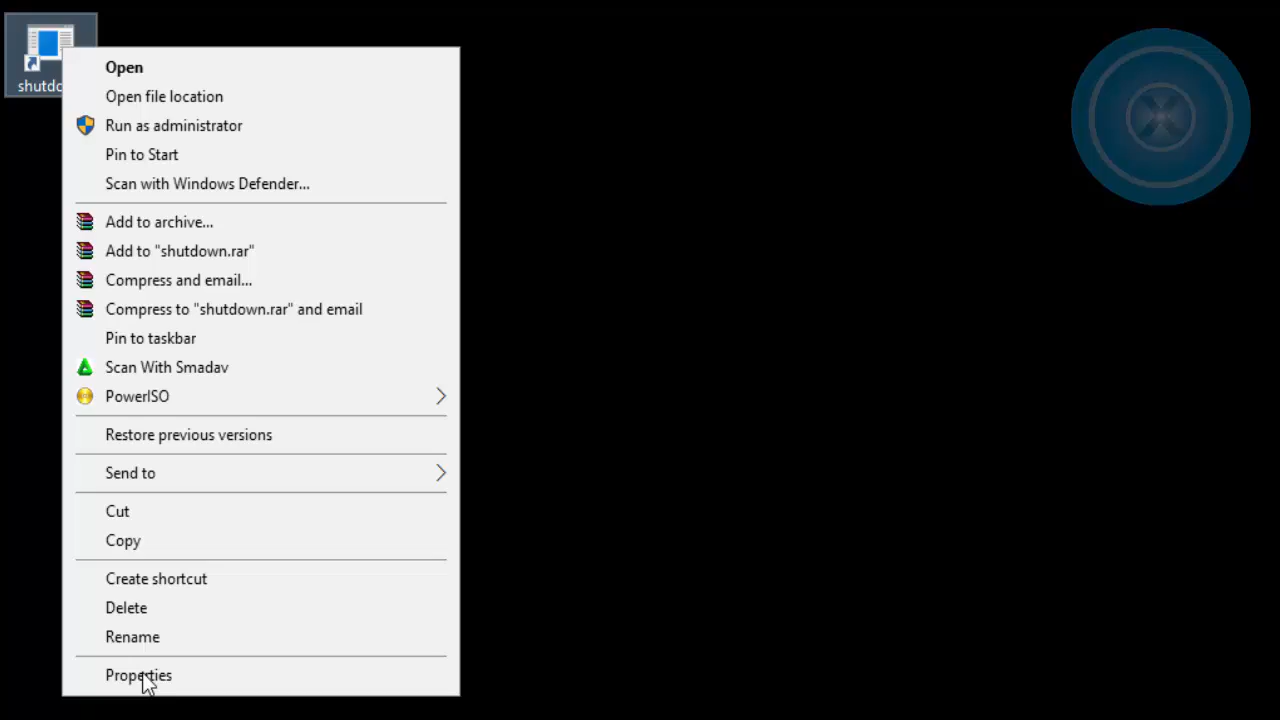 shutdo
Open
Open file location
Run as administrator
Pin to Start
Scan with Windows Defender...
Add to archive...
Add to "shutdown.rar"
Compress and email...
Compress to "shutdown.rar" and email
Pin to taskbar
Scan With Smadav
PowerISO
Restore previous versions
Send to
Cut
Copy
Create shortcut
Delete
Rename
Properties